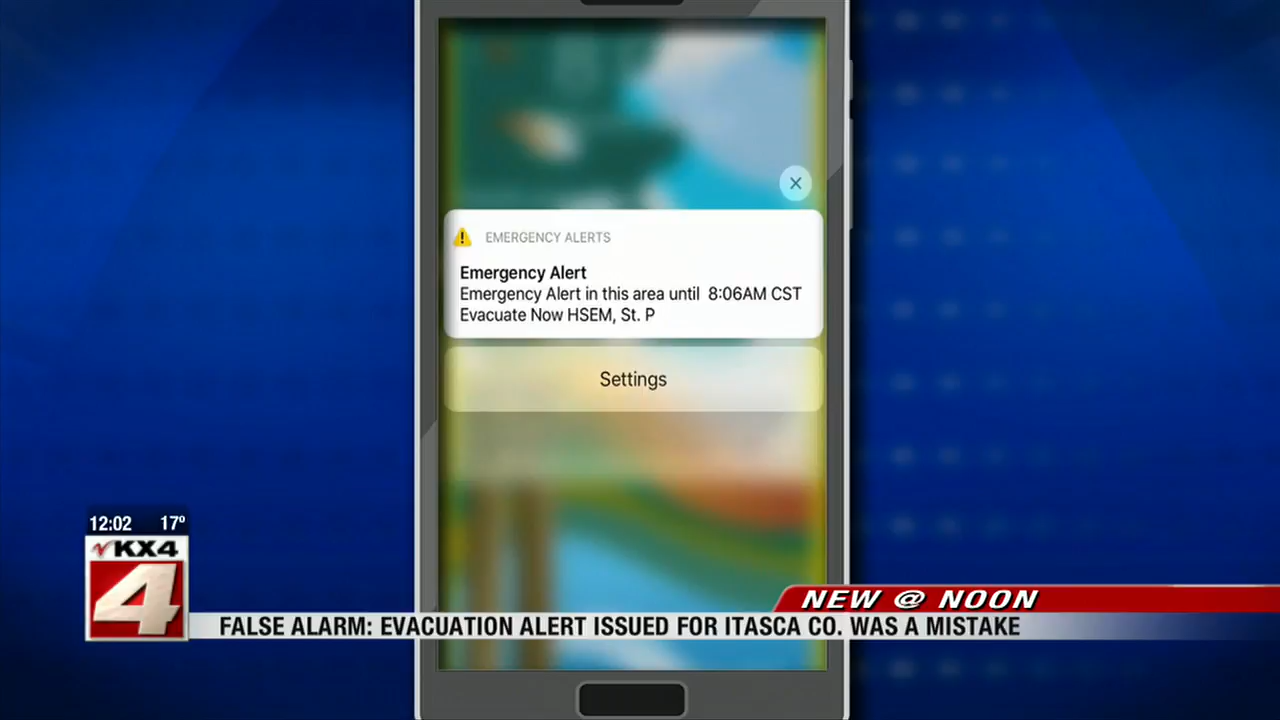 EMERGENCY ALERTS
Emergency Alert
Emergency Alert in this area until 8:06AM CST
Evacuate Now HSEM, St. P
Settings
12:02 17°
KX4
4
NEW @ NOON
FALSE ALARM: EVACUATION ALERT ISSUED FOR ITASCA CO. WAS A MISTAKE